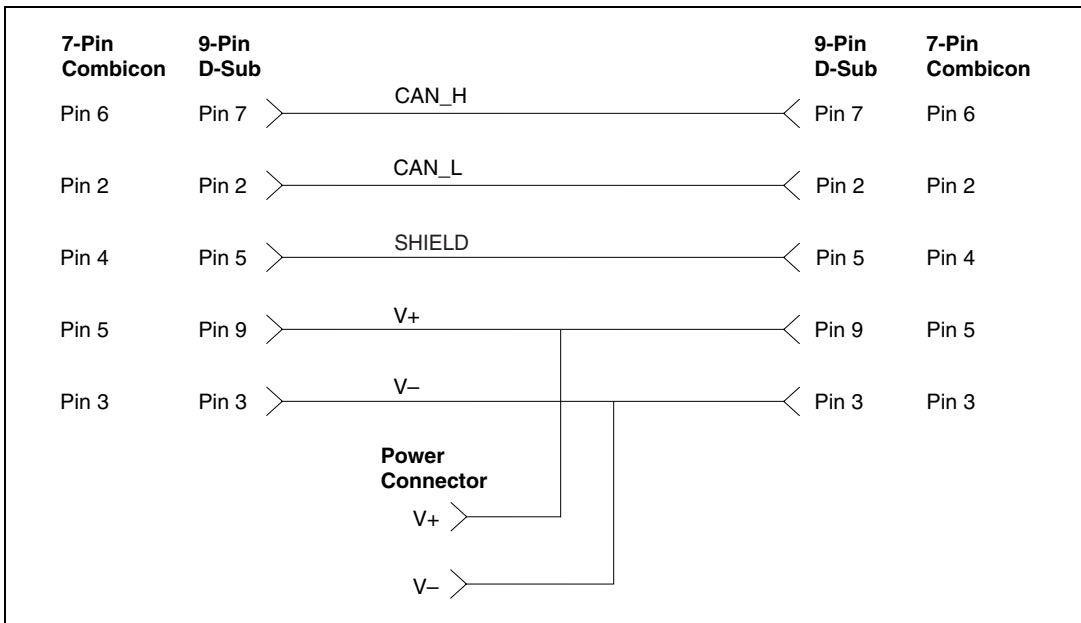 7-Pin Combicon
9-Pin D-Sub
9-Pin D-Sub
7-Pin Combicon
Pin 6 Pin 7 CAN_H Pin 7 Pin 6
Pin 2 Pin 2 CAN_L Pin 2 Pin 2
Pin 4 Pin 5 SHIELD Pin 5 Pin 4
Pin 5 Pin 9 V+ Pin 9 Pin 5
Pin 3 Pin 3 V– Pin 3 Pin 3
Power
Connector
V+
V–